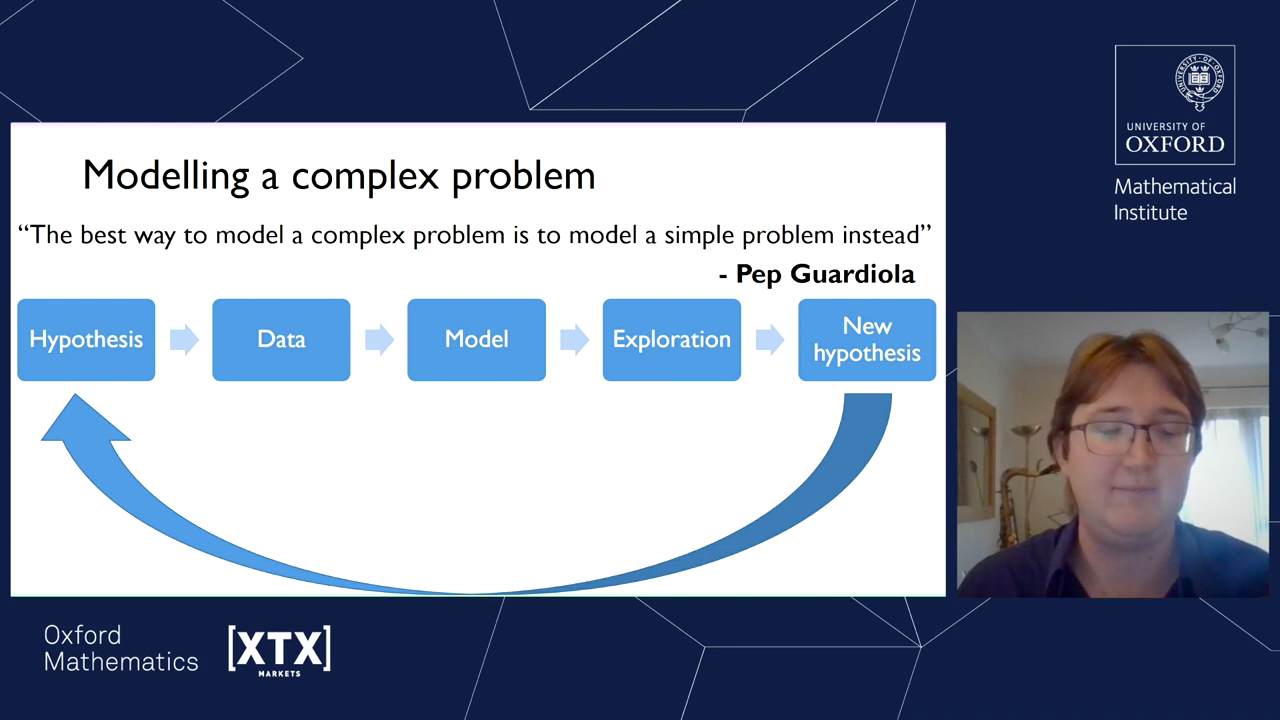 Modelling a complex problem
“The best way to model a complex problem is to model a simple problem instead”
- Pep Guardiola
Hypothesis
Data
Model
Exploration
New
hypothesis
UNIVERSITY OF
OXFORD
Mathematical
Institute
Oxford
Mathematics
[XTX]
MARKETS